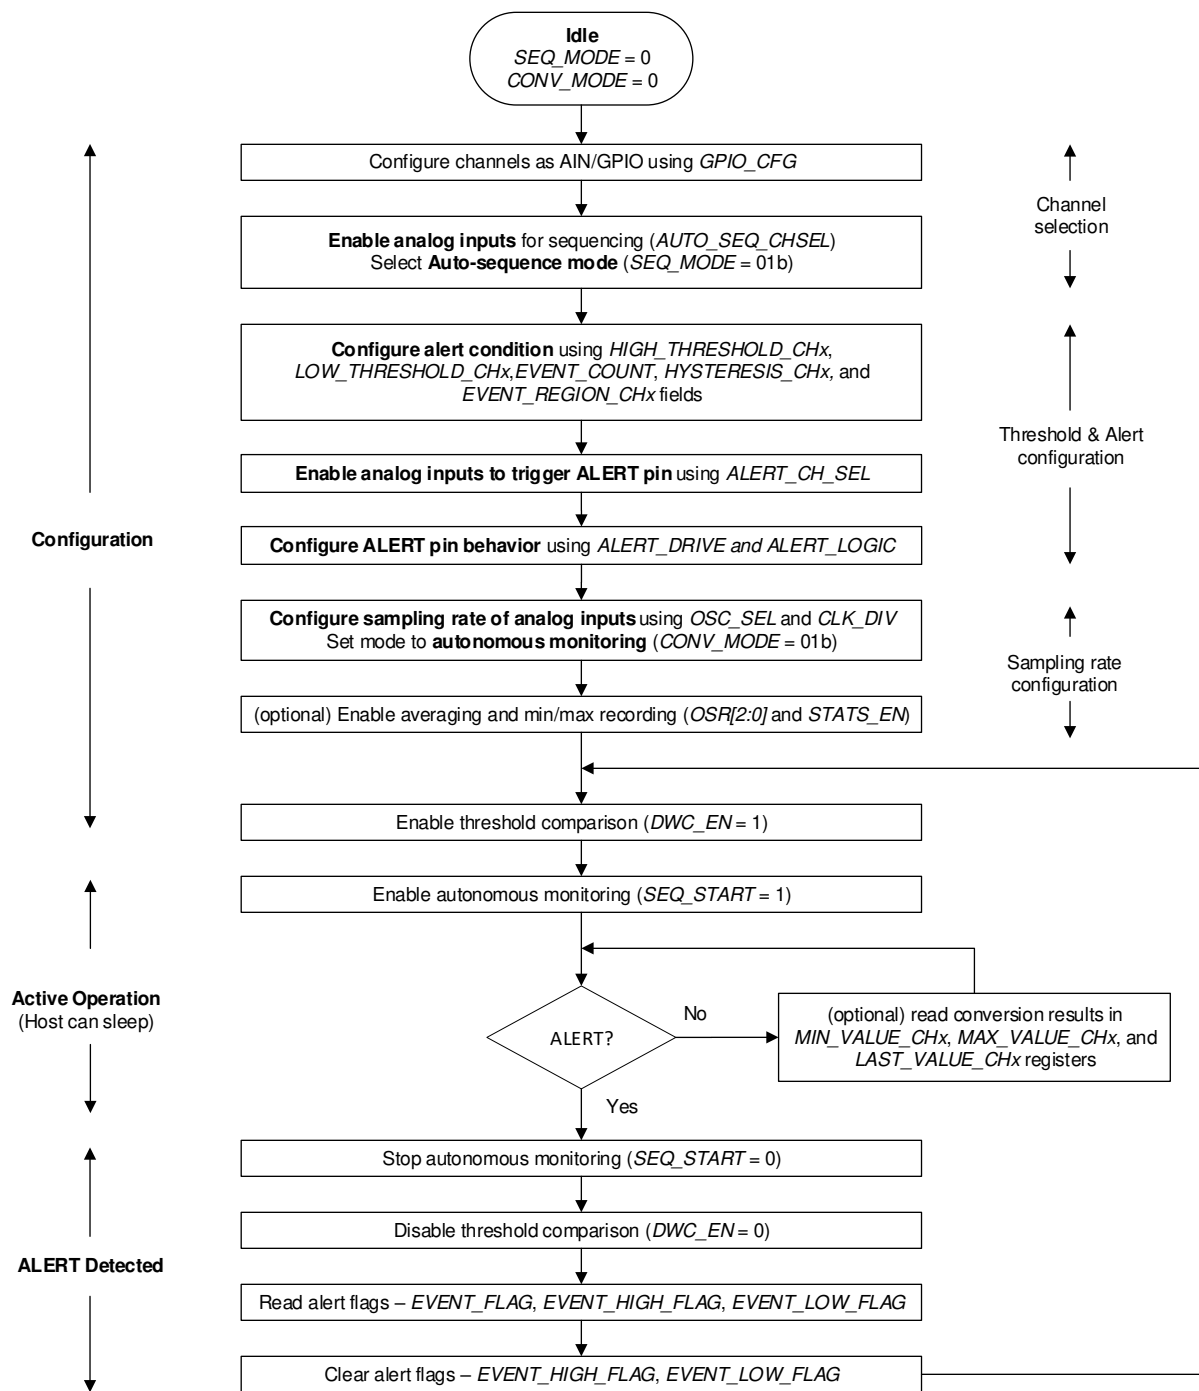 Idle
SEQ_MODE = 0
CONV_MODE = 0
Configure channels as AIN/GPIO using GPIO_CFG
Channel
selection
Enable analog inputs for sequencing (AUTO_SEQ_CHSEL)
Select Auto-sequence mode (SEQ_MODE = 01b)
Configure alert condition using HIGH_THRESHOLD_CHx,
LOW_THRESHOLD_CHx,EVENT_COUNT, HYSTERESIS_CHx, and
EVENT_REGION_CHx fields
Threshold & Alert
configuration
Enable analog inputs to trigger ALERT pin using ALERT_CH_SEL
Configuration
Configure ALERT pin behavior using ALERT_DRIVE and ALERT_LOGIC
Configure sampling rate of analog inputs using OSC_SEL and CLK_DIV
Set mode to autonomous monitoring (CONV_MODE = 01b)
Sampling rate
configuration
(optional) Enable averaging and min/max recording (OSR[2:0] and STATS_EN)
Enable threshold comparison (DWC_EN = 1)
Enable autonomous monitoring (SEQ_START = 1)
Active Operation
(Host can sleep)
ALERT?
No
(optional) read conversion results in
MIN_VALUE_CHx, MAX_VALUE_CHx, and
LAST_VALUE_CHx registers
Yes
Stop autonomous monitoring (SEQ_START = 0)
Disable threshold comparison (DWC_EN = 0)
ALERT Detected
Read alert flags – EVENT_FLAG, EVENT_HIGH_FLAG, EVENT_LOW_FLAG
Clear alert flags – EVENT_HIGH_FLAG, EVENT_LOW_FLAG